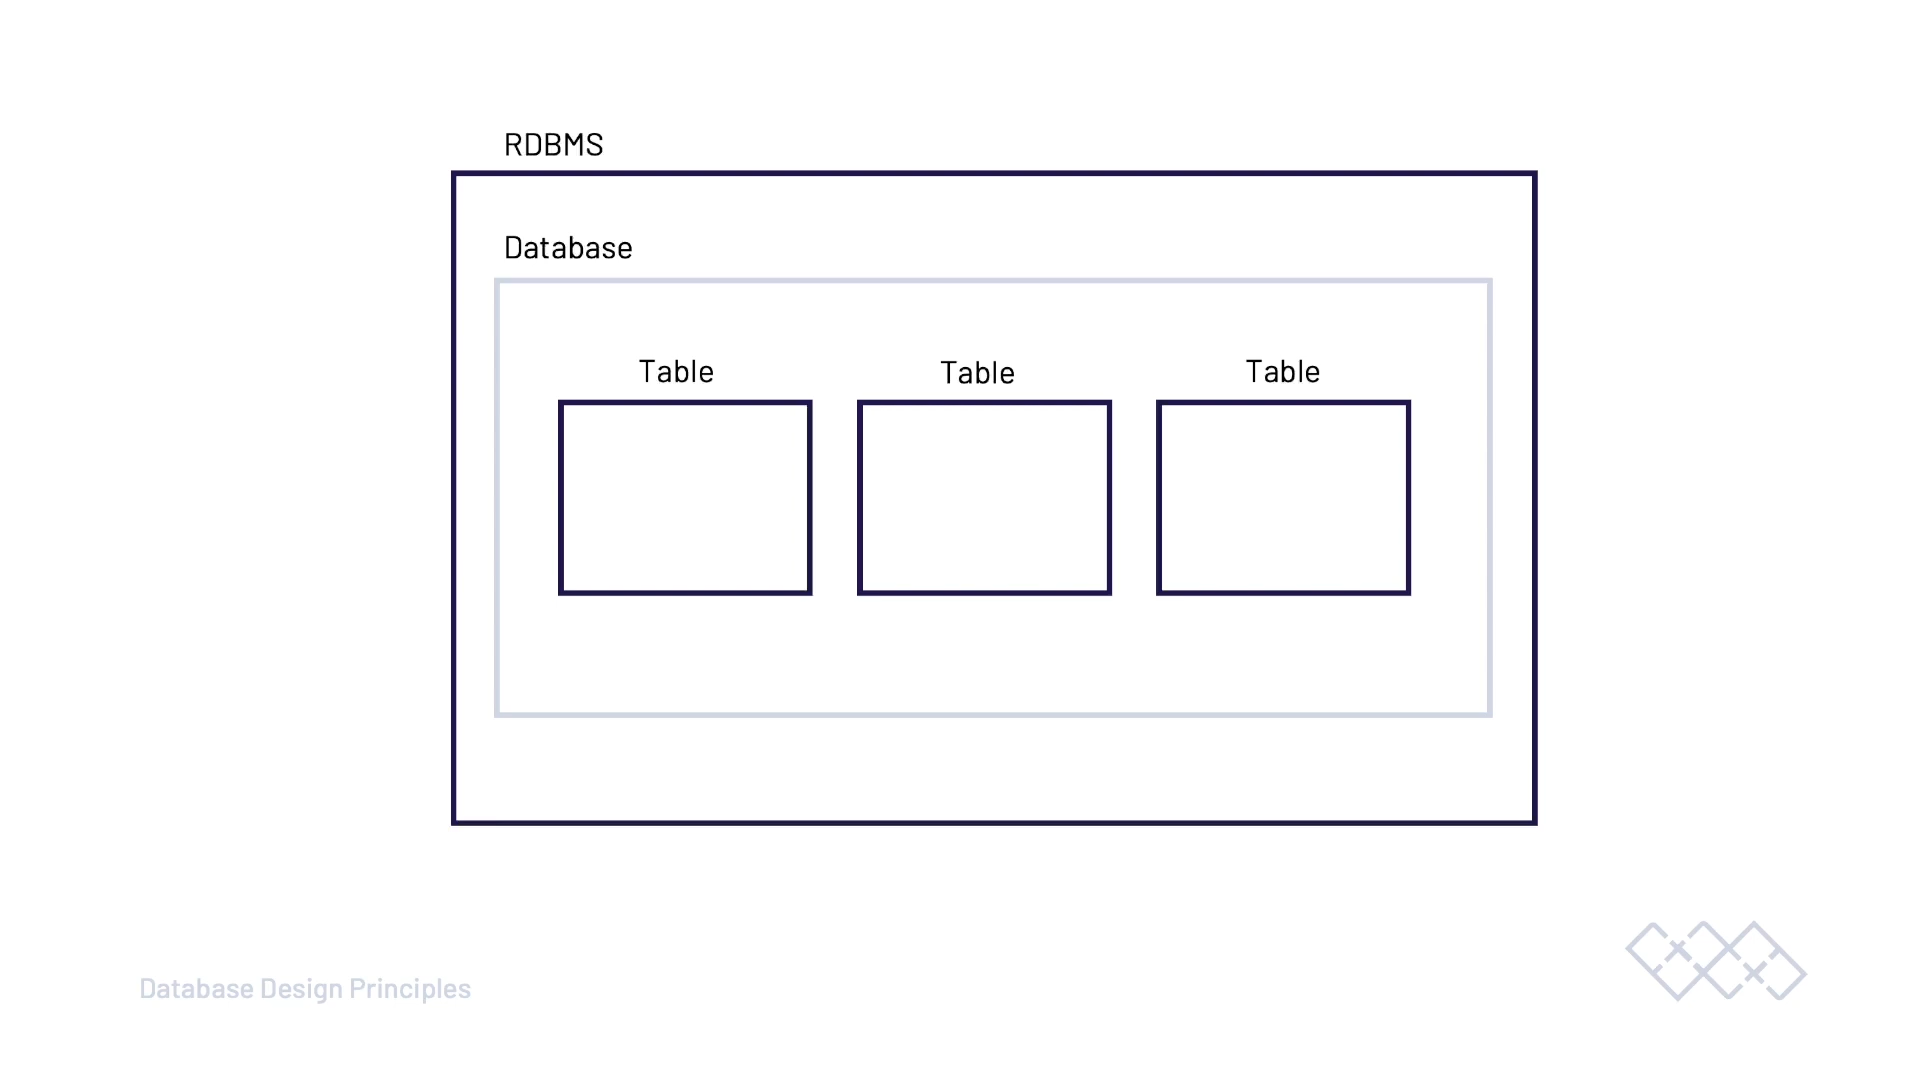 RDBMS
Database
Table
Table
Table
Database Design Principles